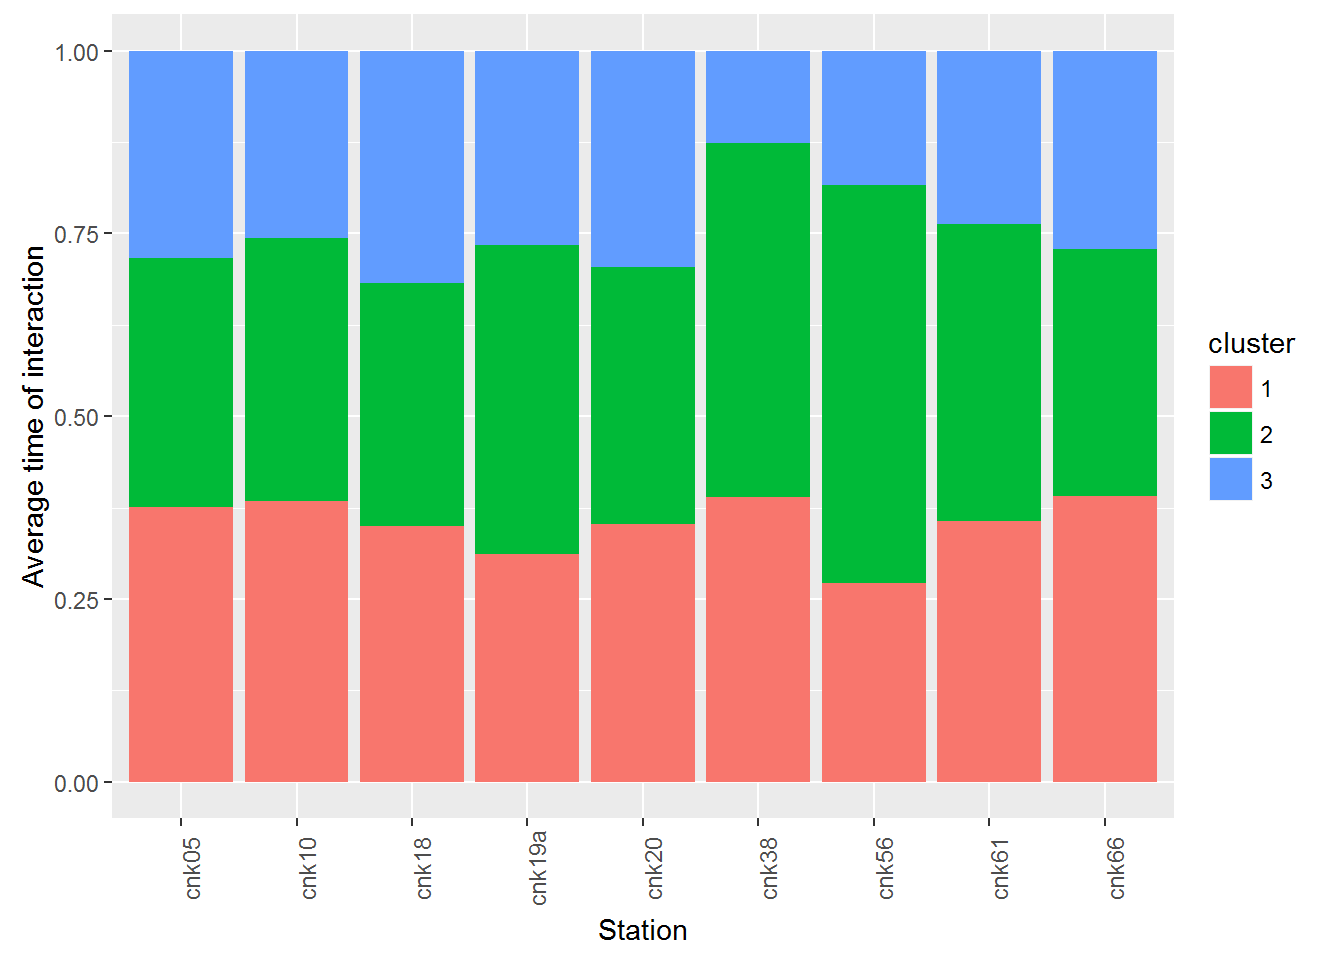 Average time of interaction
1.00
0.75
0.50
0.25
0.00
cnk05
cnk10
cnk18
cnk19a
cnk20
cnk38
cnk56
cnk61
cnk66
Station
cluster
1
2
3